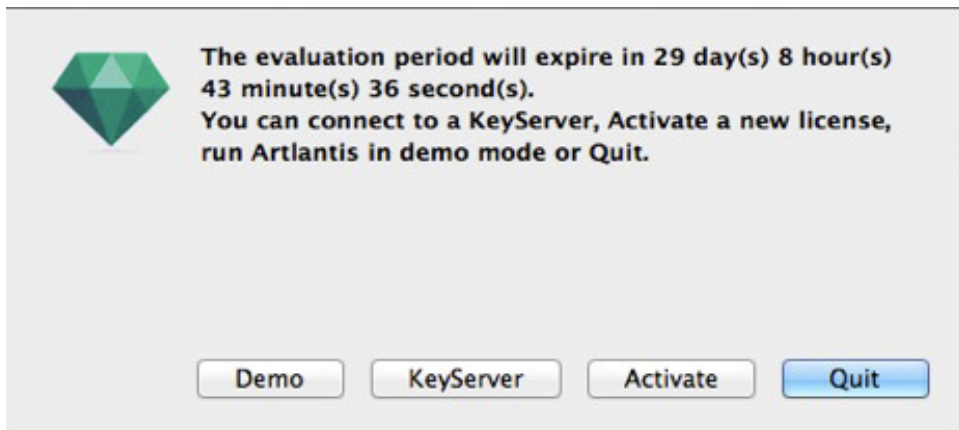 The evaluation period will expire in 29 day(s) 8 hour(s)
43 minute(s) 36 second(s).
You can connect to a KeyServer, Activate a new license,
run Artlantis in demo mode or Quit.
Demo KeyServer Activate Quit